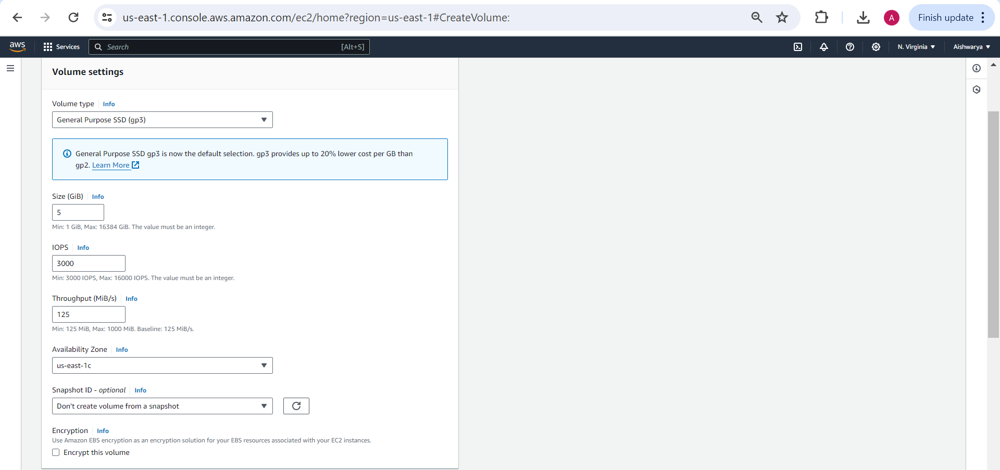 us-east-1.console.aws.amazon.com/ec2/home?region=us-east-1#CreateVolume:
A
Finish update
aws
Services
Search
[Alt+S]
N. Virginia
Aishwarya
Volume settings
Volume type
Info
General Purpose SSD (gp3)
General Purpose SSD gp3 is now the default selection. gp3 provides up to 20% lower cost per GB than
gp2. Learn More
Size (GiB)
Info
5
Min: 1 GiB, Max: 16384 GiB. The value must be an integer.
IOPS
Info
3000
Min: 3000 IOPS, Max: 16000 IOPS. The value must be an integer.
Throughput (MiB/s)
Info
125
Min: 125 MiB, Max: 1000 MiB. Baseline: 125 MiB/s.
Availability Zone
Info
us-east-1c
Snapshot ID - optional
Info
Don't create volume from a snapshot
Encryption
Info
Use Amazon EBS encryption as an encryption solution for your EBS resources associated with your EC2 instances.
Encrypt this volume